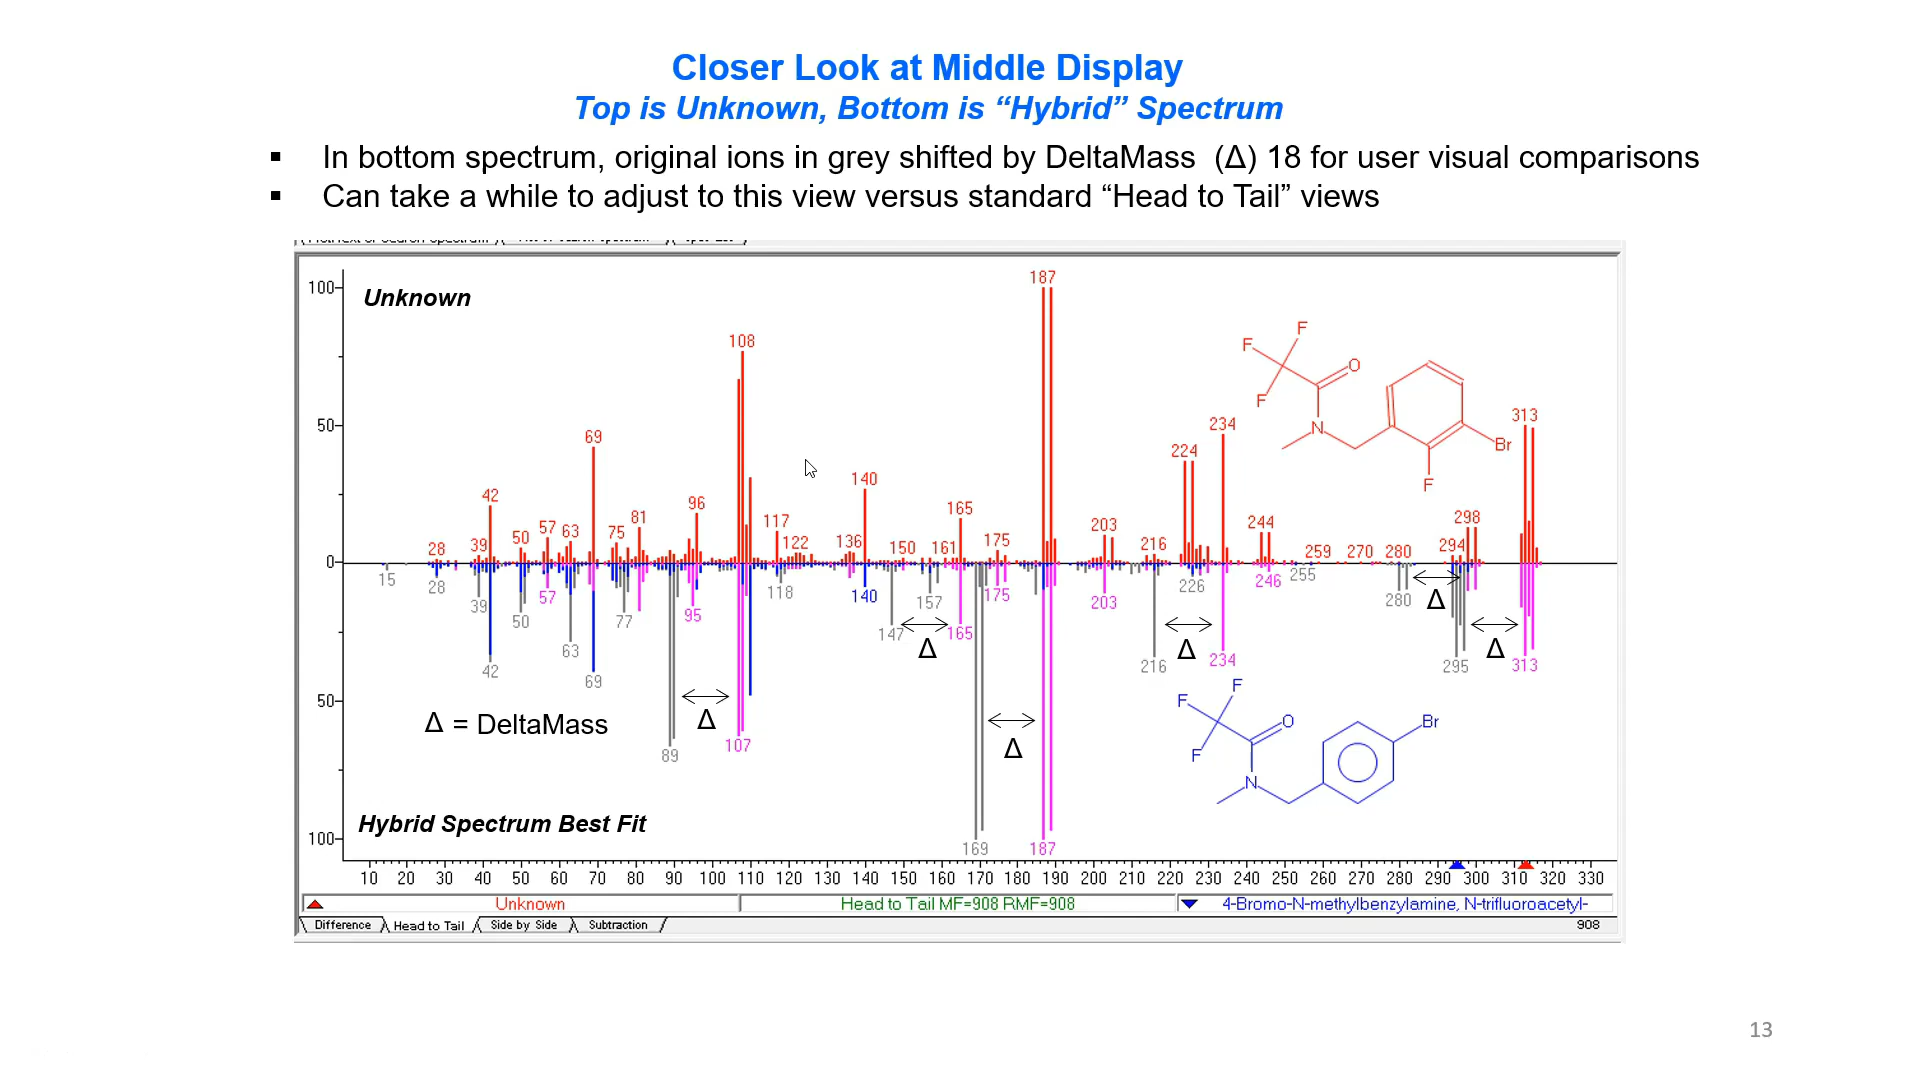 Closer Look at Middle Display
Top is Unknown, Bottom is “Hybrid” Spectrum
▪ In bottom spectrum, original ions in grey shifted by DeltaMass (Δ) 18 for user visual comparisons
▪ Can take a while to adjust to this view versus standard “Head to Tail” views
Unknown
100
50
0
50
100
187
108
69
313
234
224
140
42
165
96
298
81
203
117
57
63
75
50
244
175
216
294
39
28
122
136
150
161
259
270
280
F
F
F
O
N
Br
F
15
28
39
42
50
57
63
69
77
89
95
107
118
140
147
157
165
169
175
187
203
216
226
234
246
255
280
295
313
Δ
Δ
Δ
Δ
Δ
Δ
Δ = DeltaMass
F
F
F
O
N
Br
Hybrid Spectrum Best Fit
10 20 30 40 50 60 70 80 90 100 110 120 130 140 150 160 170 180 190 200 210 220 230 240 250 260 270 280 290 300 310 320 330
Unknown
Head to Tail MF=908 RMF=908
4-Bromo-N-methylbenzylamine, N-trifluoroacetyl-
Difference Head to Tail Side by Side Subtraction 908
13